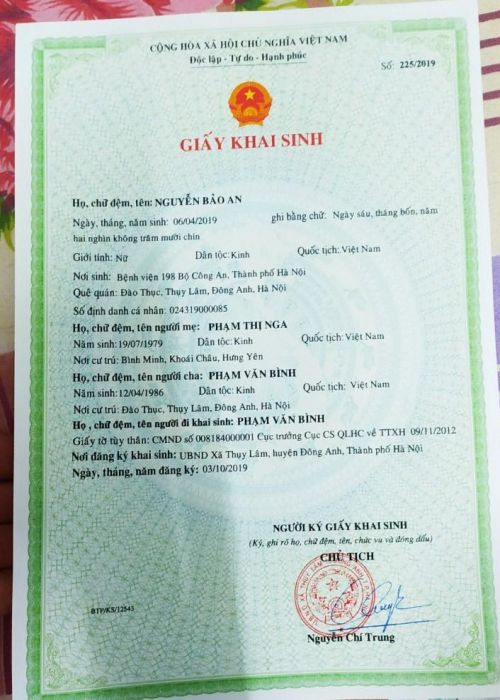 CỘNG HÒA XÃ HỘI CHỦ NGHĨA VIỆT NAM
Độc lập - Tự do - Hạnh phúc
Số: 225/2019
GIẤY KHAI SINH
Họ, chữ đệm, tên: NGUYỄN BẢO AN
Ngày, tháng, năm sinh: 06/04/2019 ghi bằng chữ: Ngày sáu, tháng bốn, năm
hai nghìn không trăm mười chín
Giới tính: Nữ Dân tộc: Kinh Quốc tịch: Việt Nam
Nơi sinh: Bệnh viện 198 Bộ Công An, Thành phố Hà Nội
Quê quán: Đào Thục, Thụy Lâm, Đông Anh, Hà Nội
Số định danh cá nhân: 024319000085
Họ, chữ đệm, tên người mẹ: PHẠM THỊ NGA
Năm sinh: 19/07/1979 Dân tộc: Kinh Quốc tịch: Việt Nam
Nơi cư trú: Bình Minh, Khoái Châu, Hưng Yên
Họ, chữ đệm, tên người cha: PHẠM VĂN BÌNH
Năm sinh: 12/04/1986 Dân tộc: Kinh Quốc tịch: Việt Nam
Nơi cư trú: Đào Thục, Thụy Lâm, Đông Anh, Hà Nội
Họ, chữ đệm, tên người đi khai sinh: PHẠM VĂN BÌNH
Giấy tờ tùy thân: CMND số 008184000001 Cục trưởng Cục CS QLHC về TTXH 09/11/2012
Nơi đăng ký khai sinh: UBND Xã Thụy Lâm, huyện Đông Anh, Thành phố Hà Nội
Ngày, tháng, năm đăng ký: 03/10/2019
NGƯỜI KÝ GIẤY KHAI SINH
(Ký, ghi rõ họ, chữ đệm, tên, chức vụ và đóng dấu)
CHỦ TỊCH
BTP/KS/12543
Nguyễn Chí Trung